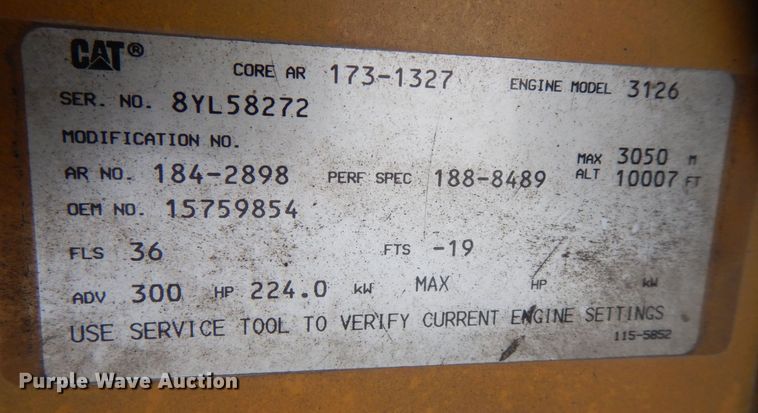 CAT®
CORE AR 173-1327 ENGINE MODEL 3126
SER. NO. 8YL58272
MODIFICATION NO.
AR NO. 184-2898 PERF SPEC 188-8489 MAX ALT 3050 M 10007 FT
OEM NO. 15759854
FLS 36 FTS -19
ADV 300 HP 224.0 kW MAX HP kW
USE SERVICE TOOL TO VERIFY CURRENT ENGINE SETTINGS
115-5852
Purple Wave Auction